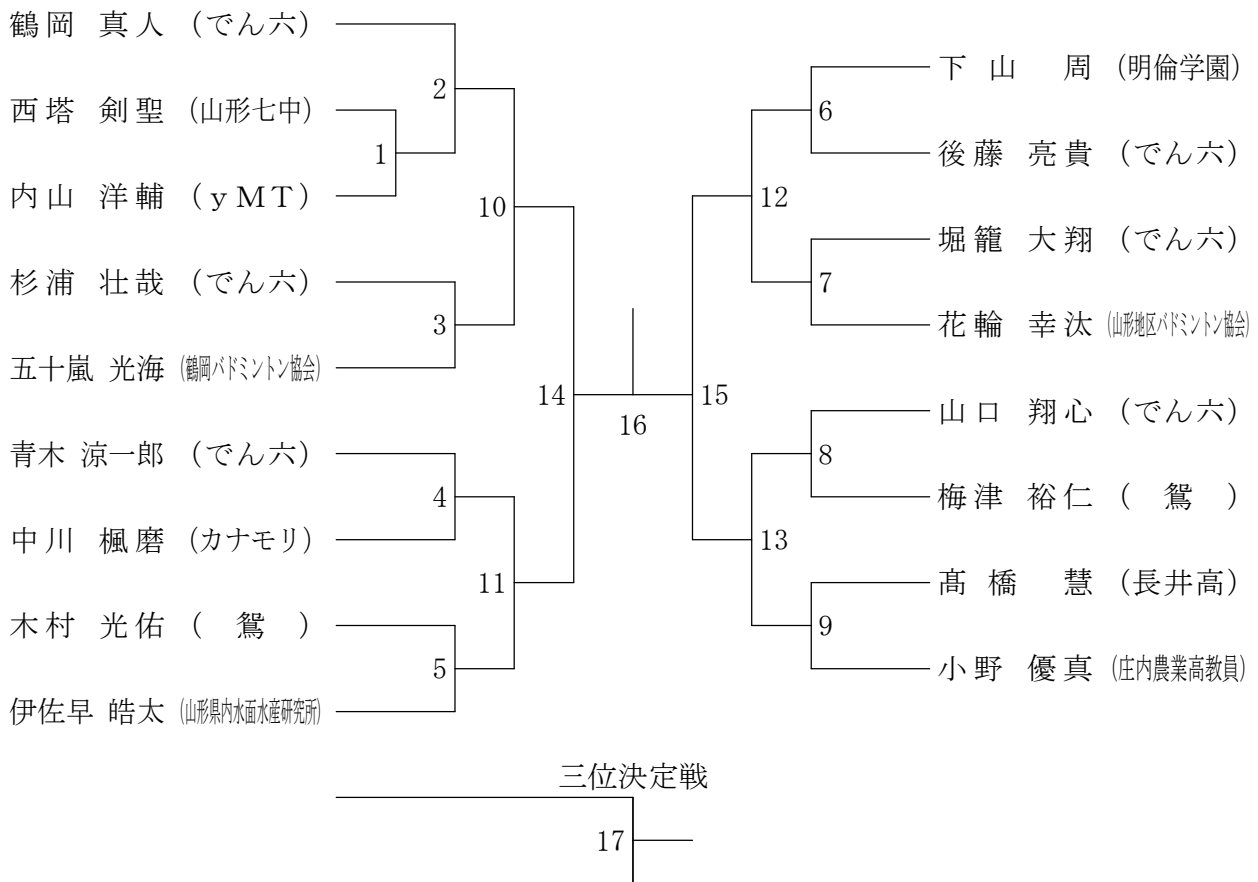 鶴岡 真人 (でん六)
2
西塔 剣聖 (山形七中)
1
内山 洋輔 (yMT)
10
杉浦 壮哉 (でん六)
3
五十嵐 光海 (鶴岡バドミントン協会)
14
青木 涼一郎 (でん六)
4
中川 楓磨 (カナモリ)
11
木村 光佑 ( 鴛 )
5
伊佐早 皓太 (山形県内水面水産研究所)
16
下山 周 (明倫学園)
6
後藤 亮貴 (でん六)
12
堀籠 大翔 (でん六)
7
花輪 幸汰 (山形地区バドミントン協会)
15
山口 翔心 (でん六)
8
梅津 裕仁 ( 鴛 )
13
髙橋 慧 (長井高)
9
小野 優真 (庄内農業高教員)
三位決定戦
17